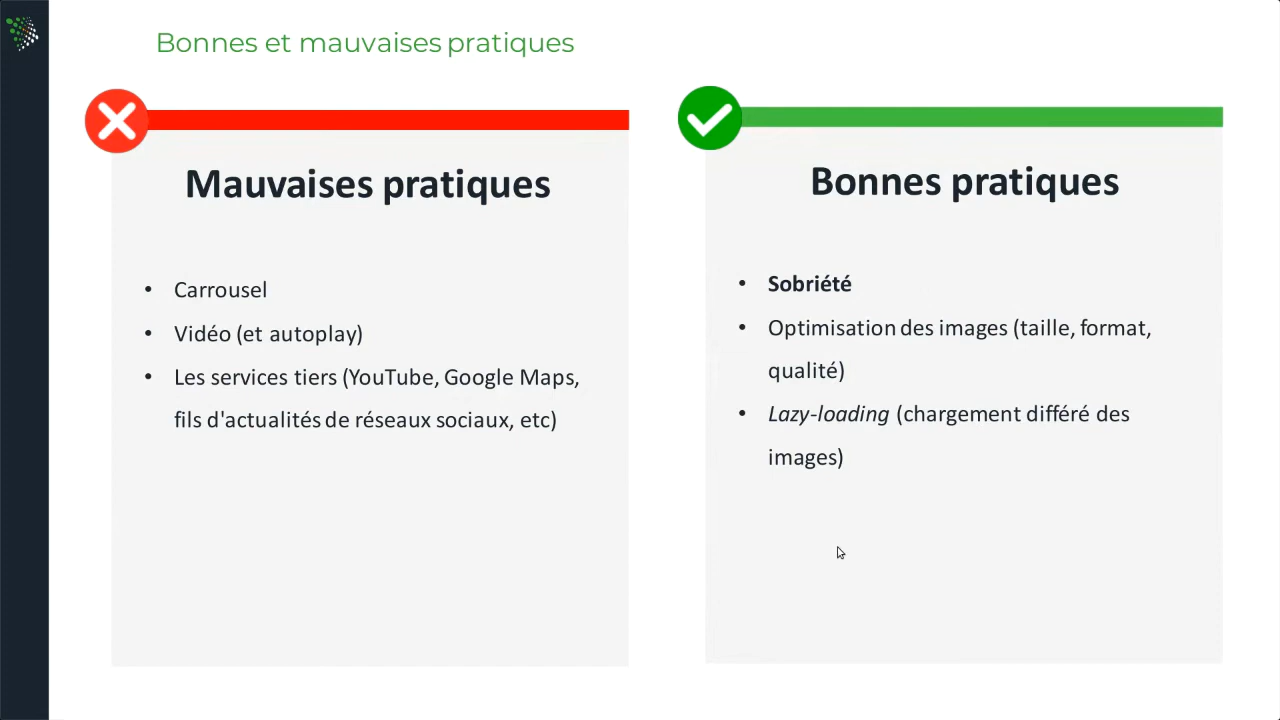 Bonnes et mauvaises pratiques
Mauvaises pratiques
• Carrousel
• Vidéo (et autoplay)
• Les services tiers (YouTube, Google Maps,
fils d'actualités de réseaux sociaux, etc)
Bonnes pratiques
• Sobriété
• Optimisation des images (taille, format,
qualité)
• Lazy-loading (chargement différé des
images)